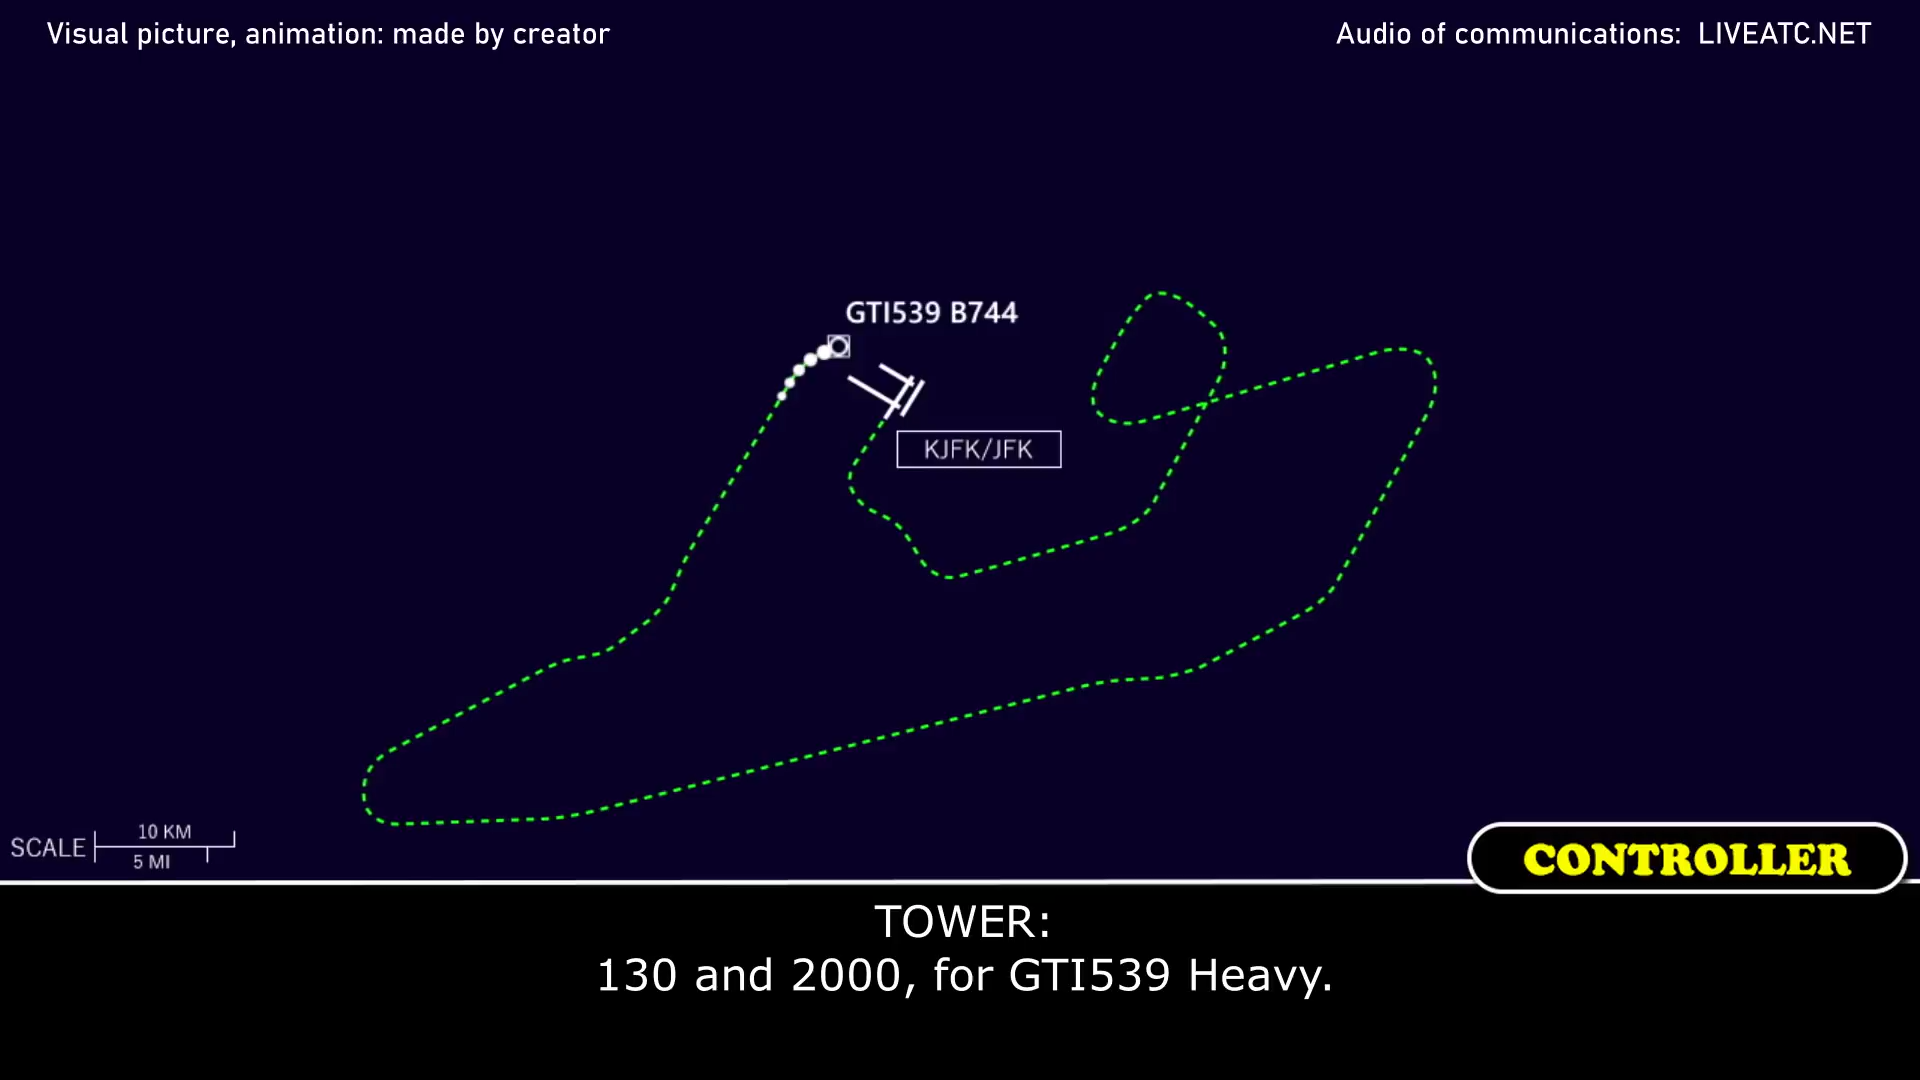 Visual picture, animation: made by creator
Audio of communications: LIVEATC.NET
GTI539 B744
KJFK/JFK
SCALE
10 KM
5 MI
CONTROLLER
TOWER:
130 and 2000, for GTI539 Heavy.